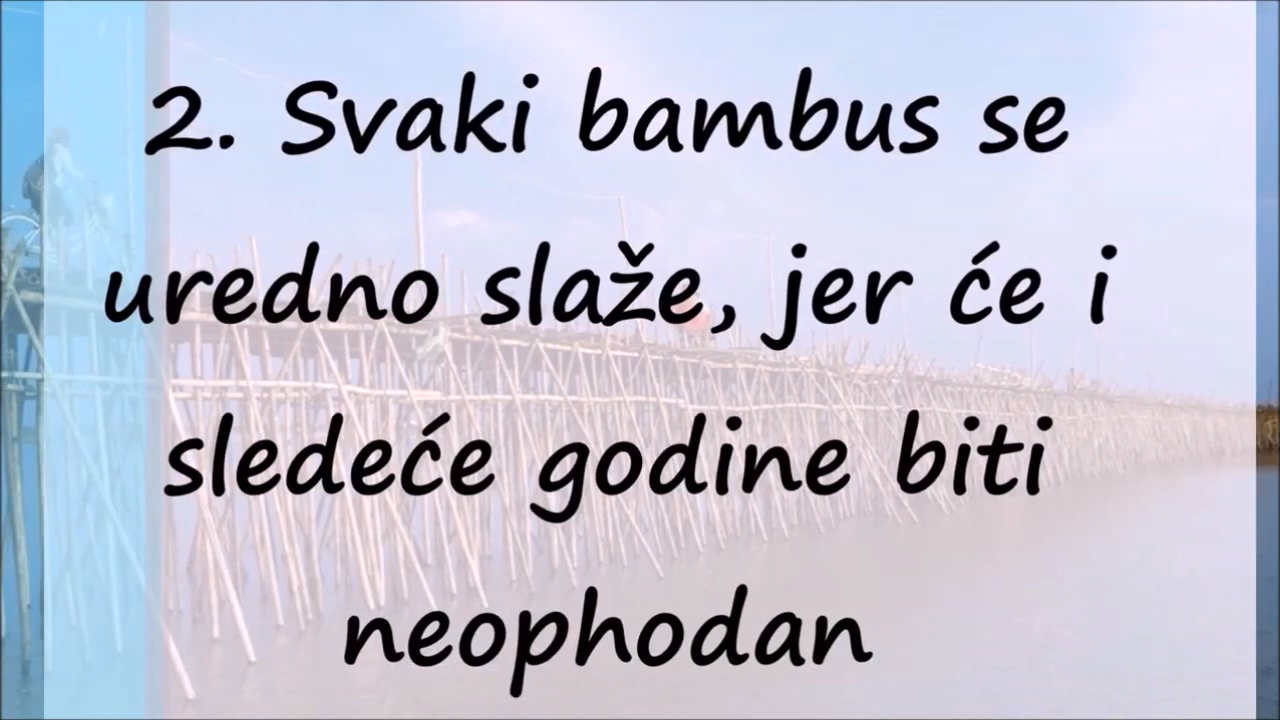 2. Svaki bambus se
uredno slaže, jer će i
sledeće godine biti
neophodan